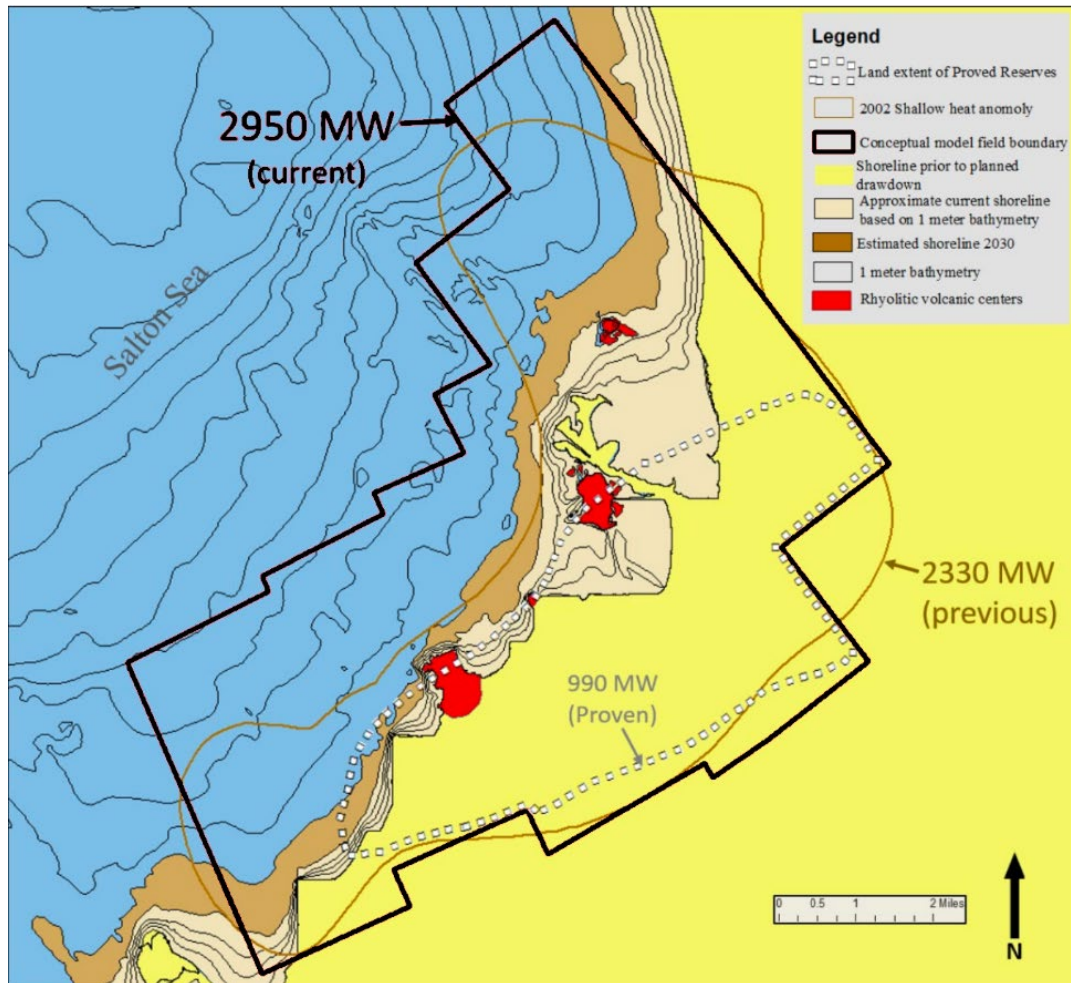 Legend
Land extent of Proved Reserves
2002 Shallow heat anomoly
Conceptual model field boundary
Shoreline prior to planned
drawdown
Approximate current shoreline
based on 1 meter bathymetry
Estimated shoreline 2030
1 meter bathymetry
Rhyolitic volcanic centers
2950 MW
(current)
Salton Sea
2330 MW
(previous)
990 MW
(Proven)
0 0.5 1 2 Miles
N